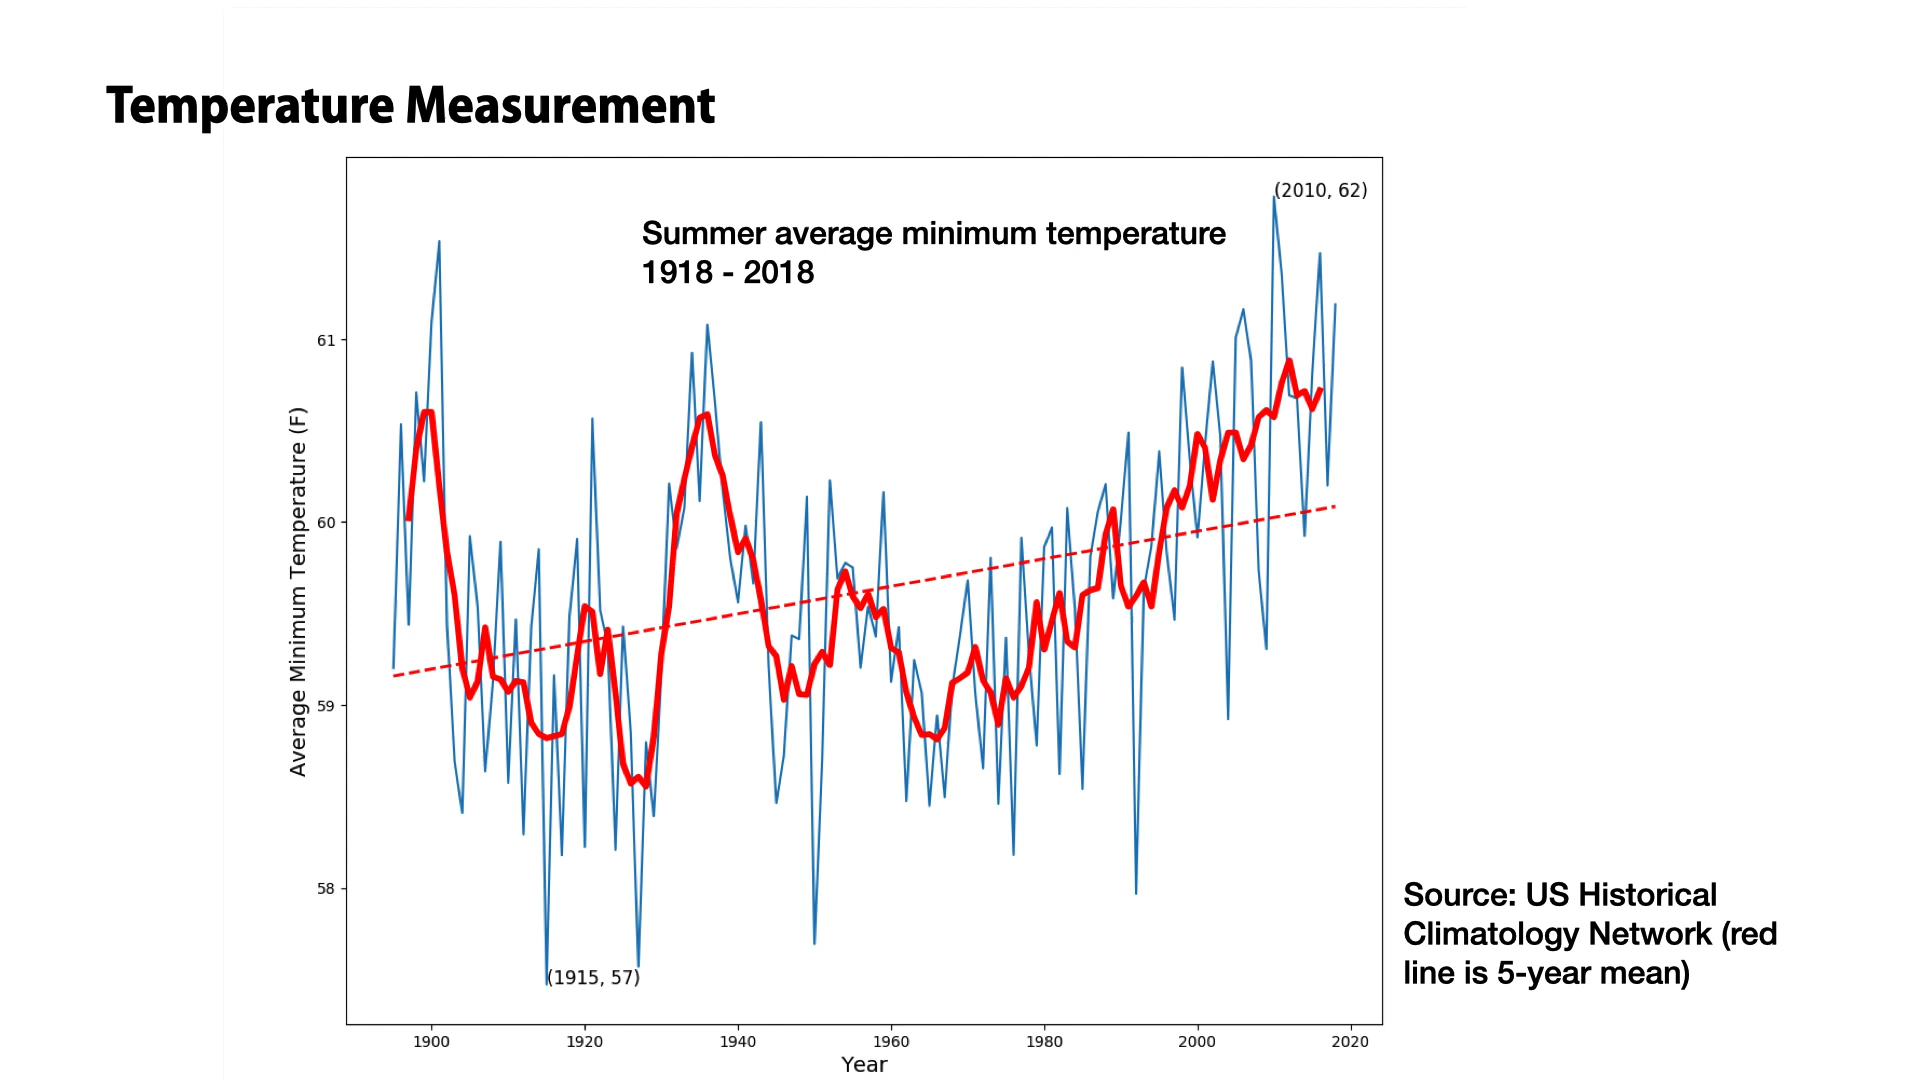 Temperature Measurement
(2010, 62)
Summer average minimum temperature
1918 - 2018
61
60
59
58
Average Minimum Temperature (F)
(1915, 57)
1900
1920
1940
1960
1980
2000
2020
Year
Source: US Historical
Climatology Network (red
line is 5-year mean)